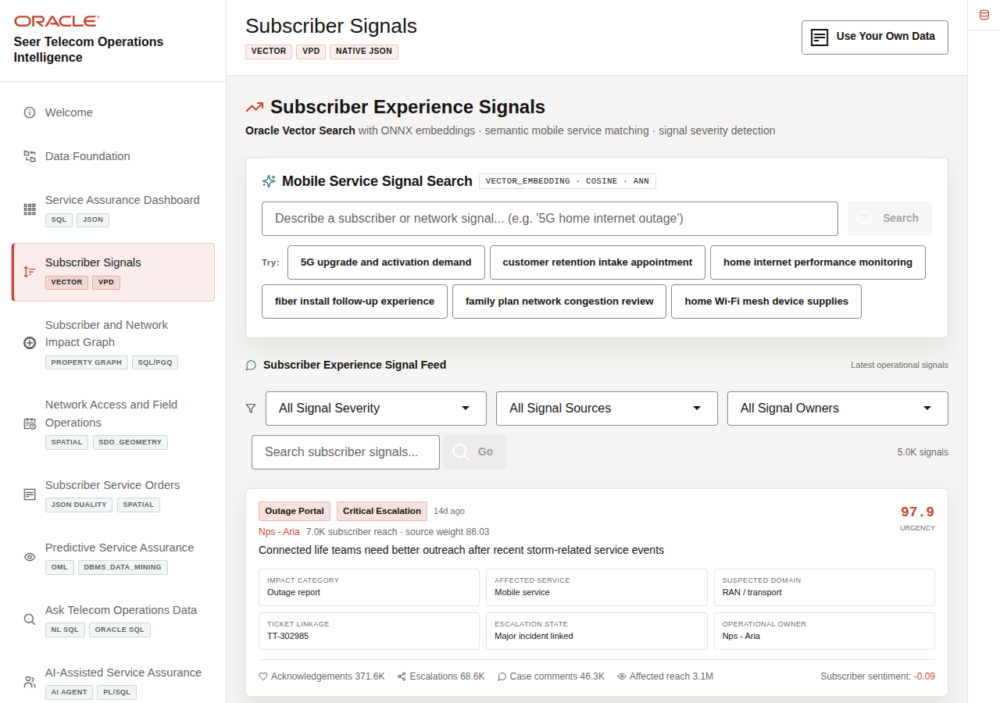 ORACLE
Seer Telecom Operations
Intelligence
Welcome
Data Foundation
Service Assurance Dashboard
SQL JSON
Subscriber Signals
VECTOR VPD
Subscriber and Network
Impact Graph
PROPERTY GRAPH SQL/PGQ
Network Access and Field
Operations
SPATIAL SDO_GEOMETRY
Subscriber Service Orders
JSON DUALITY SPATIAL
Predictive Service Assurance
OML DBMS_DATA_MINING
Ask Telecom Operations Data
NL SQL ORACLE SQL
AI-Assisted Service Assurance
AI AGENT PL/SQL
Subscriber Signals
VECTOR VPD NATIVE JSON
Use Your Own Data
Subscriber Experience Signals
Oracle Vector Search with ONNX embeddings · semantic mobile service matching · signal severity detection
Mobile Service Signal Search VECTOR_EMBEDDING · COSINE · ANN
Describe a subscriber or network signal... (e.g. '5G home internet outage') Search
Try: 5G upgrade and activation demand customer retention intake appointment home internet performance monitoring
fiber install follow-up experience family plan network congestion review home Wi-Fi mesh device supplies
Subscriber Experience Signal Feed Latest operational signals
All Signal Severity All Signal Sources All Signal Owners
Search subscriber signals... Go 5.0K signals
Outage Portal Critical Escalation 14d ago 97.9
Nps - Aria 7.0K subscriber reach · source weight 86.03 URGENCY
Connected life teams need better outreach after recent storm-related service events
IMPACT CATEGORY AFFECTED SERVICE SUSPECTED DOMAIN
Outage report Mobile service RAN / transport
TICKET LINKAGE ESCALATION STATE OPERATIONAL OWNER
TT-302985 Major incident linked Nps - Aria
Acknowledgements 371.6K Escalations 68.6K Case comments 46.3K Affected reach 3.1M Subscriber sentiment: -0.09